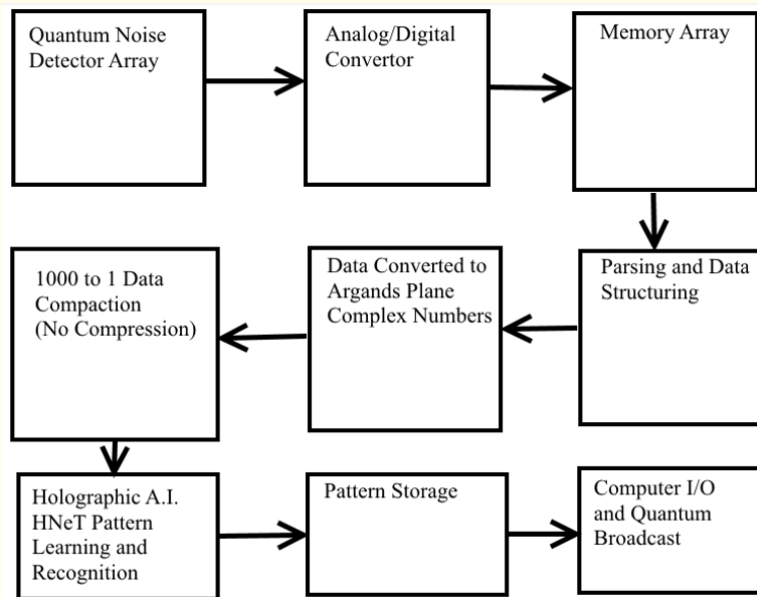 Quantum Noise
Detector Array
Analog/Digital
Convertor
Memory Array
Parsing and Data
Structuring
Data Converted to
Argands Plane
Complex Numbers
1000 to 1 Data
Compaction
(No Compression)
Holographic A.I.
HNeT Pattern
Learning and
Recognition
Pattern Storage
Computer I/O
and Quantum
Broadcast